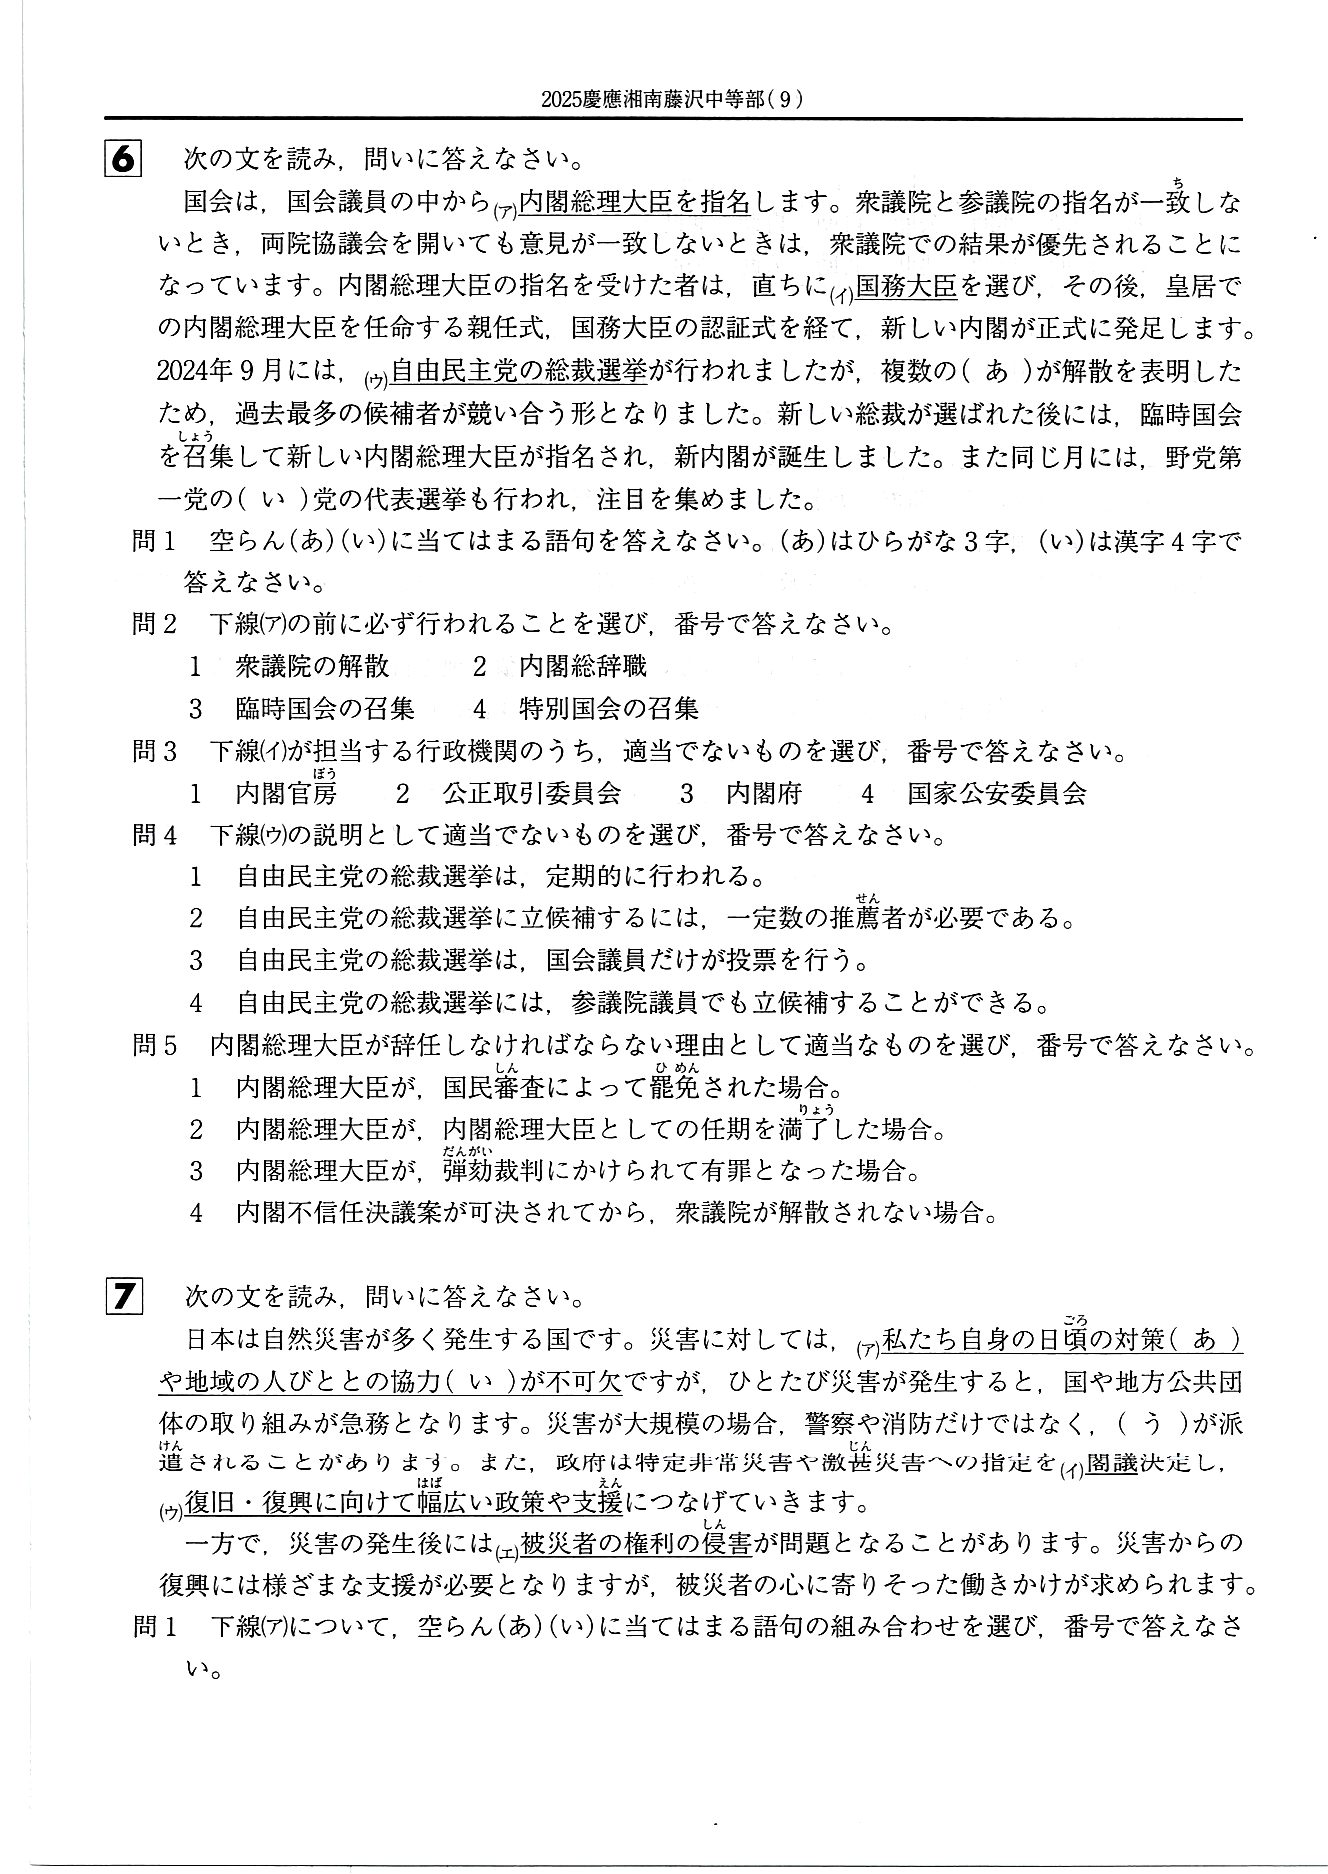 2025慶應湘南藤沢中等部(9)
6 次の文を読み，問いに答えなさい。
国会は，国会議員の中から(ア)内閣総理大臣を指名します。衆議院と参議院の指名が一致しな
いとき，両院協議会を開いても意見が一致しないときは，衆議院での結果が優先されることに
なっています。内閣総理大臣の指名を受けた者は，直ちに(イ)国務大臣を選び，その後，皇居で
の内閣総理大臣を任命する親任式，国務大臣の認証式を経て，新しい内閣が正式に発足します。
2024年9月には，(ウ)自由民主党の総裁選挙が行われましたが，複数の( あ )が解散を表明した
ため，過去最多の候補者が競い合う形となりました。新しい総裁が選ばれた後には，臨時国会
を召集して新しい内閣総理大臣が指名され，新内閣が誕生しました。また同じ月には，野党第
一党の( い )党の代表選挙も行われ，注目を集めました。
問1 空らん(あ)(い)に当てはまる語句を答えなさい。(あ)はひらがな3字，(い)は漢字4字で
答えなさい。
問2 下線(ア)の前に必ず行われることを選び，番号で答えなさい。
1 衆議院の解散 2 内閣総辞職
3 臨時国会の召集 4 特別国会の召集
問3 下線(イ)が担当する行政機関のうち，適当でないものを選び，番号で答えなさい。
1 内閣官房 2 公正取引委員会 3 内閣府 4 国家公安委員会
問4 下線(ウ)の説明として適当でないものを選び，番号で答えなさい。
1 自由民主党の総裁選挙は，定期的に行われる。
2 自由民主党の総裁選挙に立候補するには，一定数の推薦者が必要である。
3 自由民主党の総裁選挙は，国会議員だけが投票を行う。
4 自由民主党の総裁選挙には，参議院議員でも立候補することができる。
問5 内閣総理大臣が辞任しなければならない理由として適当なものを選び，番号で答えなさい。
1 内閣総理大臣が，国民審査によって罷免された場合。
2 内閣総理大臣が，内閣総理大臣としての任期を満了した場合。
3 内閣総理大臣が，弾劾裁判にかけられて有罪となった場合。
4 内閣不信任決議案が可決されてから，衆議院が解散されない場合。
7 次の文を読み，問いに答えなさい。
日本は自然災害が多く発生する国です。災害に対しては，(ア)私たち自身の日頃の対策( あ )
や地域の人びととの協力( い )が不可欠ですが，ひとたび災害が発生すると，国や地方公共団
体の取り組みが急務となります。災害が大規模の場合，警察や消防だけではなく，( う )が派
遣されることがあります。また，政府は特定非常災害や激甚災害への指定を(イ)閣議決定し，
(ウ)復旧・復興に向けて幅広い政策や支援につなげていきます。
一方で，災害の発生後には(エ)被災者の権利の侵害が問題となることがあります。災害からの
復興には様ざまな支援が必要となりますが，被災者の心に寄りそった働きかけが求められます。
問1 下線(ア)について，空らん(あ)(い)に当てはまる語句の組み合わせを選び，番号で答えなさ
い。